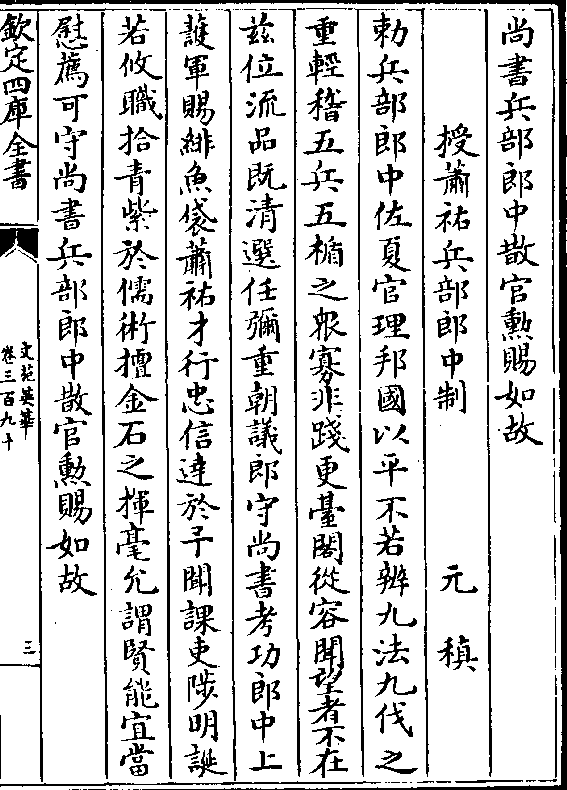 尚書兵部郎中散官勲賜如故
授蕭祐兵部郎中制　元稹
勅兵部郎中佐夏官理邦國以平不若辨九法九伐之
重輕稽五兵五楯之衆寡非踐更臺閣從容聞望者不在
兹位流品既清選任彌重朝議郎守尚書考功郎中上
護軍賜緋魚袋蕭祐才行忠信達於予聞課吏陟明誕
若攸職拾青紫於儒術擅金石之揮毫允謂賢能宜當
慰薦可守尚書兵部郎中散官勲賜如故
欽定四庫全書
文苑英華
卷三百九十
三